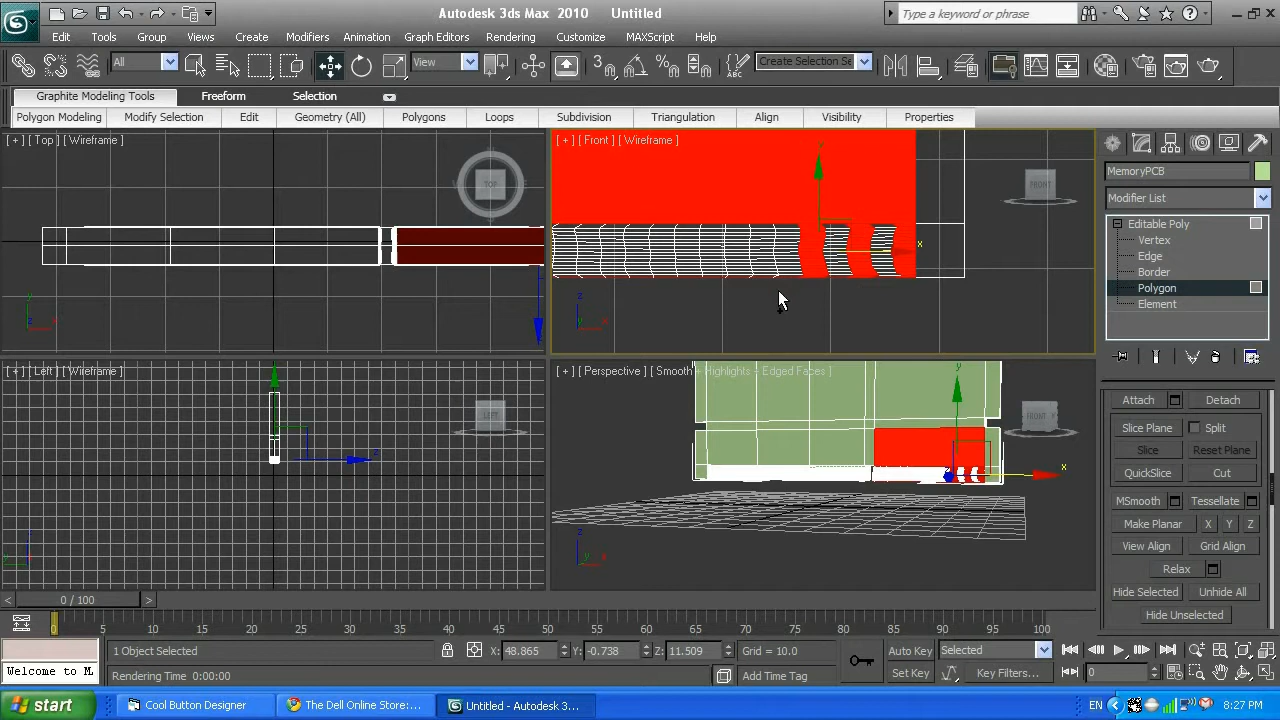 Autodesk 3ds Max 2010 Untitled
Type a keyword or phrase
Edit Tools Group Views Create Modifiers Animation Graph Editors Rendering Customize MAXScript Help
All View Create Selection Se
Graphite Modeling Tools Freeform Selection
Polygon Modeling Modify Selection Edit Geometry (All) Polygons Loops Subdivision Triangulation Align Visibility Properties
[ + ] [ Top ] [ Wireframe ]
TOP
[ + ] [ Front ] [ Wireframe ]
FRONT
[ + ] [ Left ] [ Wireframe ]
LEFT
[ + ] [ Perspective ] [ Smooth + Highlights + Edged Faces ]
MemoryPCB
Modifier List
Editable Poly
Vertex
Edge
Border
Polygon
Element
Attach Detach
Slice Plane Split
Slice Reset Plane
QuickSlice Cut
MSmooth Tessellate
Make Planar X Y Z
View Align Grid Align
Relax
Hide Selected Unhide All
Hide Unselected
< 0 / 100 >
0 5 10 15 20 25 30 35 40 45 50 55 60 65 70 75 80 85 90 95 100
1 Object Selected X: 48.865 Y: -0.738 Z: 11.509 Grid = 10.0 Auto Key Selected
Welcome to M Rendering Time 0:00:00 Add Time Tag Set Key Key Filters... 0
start Cool Button Designer The Dell Online Store:... Untitled - Autodesk 3... EN 8:27 PM